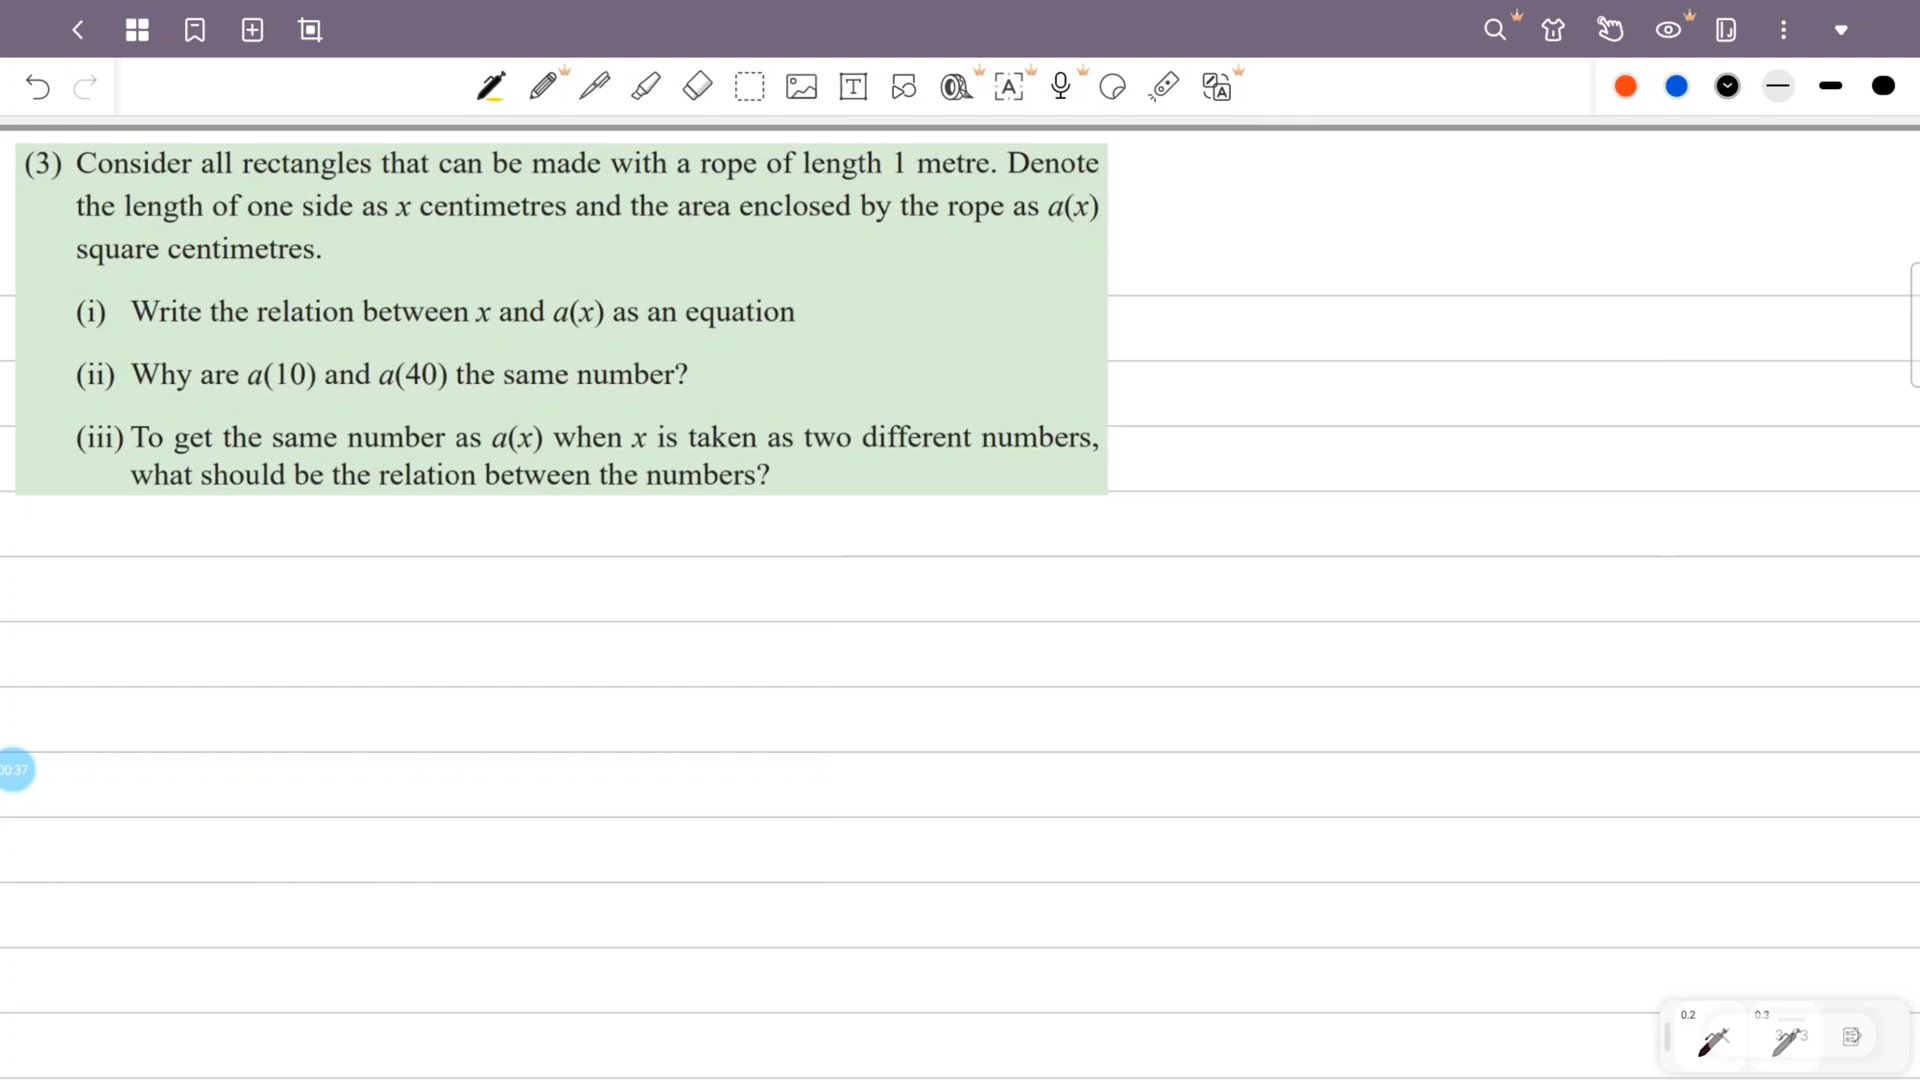 (3) Consider all rectangles that can be made with a rope of length 1 metre. Denote
the length of one side as x centimetres and the area enclosed by the rope as a(x)
square centimetres.
(i) Write the relation between x and a(x) as an equation
(ii) Why are a(10) and a(40) the same number?
(iii) To get the same number as a(x) when x is taken as two different numbers,
what should be the relation between the numbers?
00:37
0.2 0.3